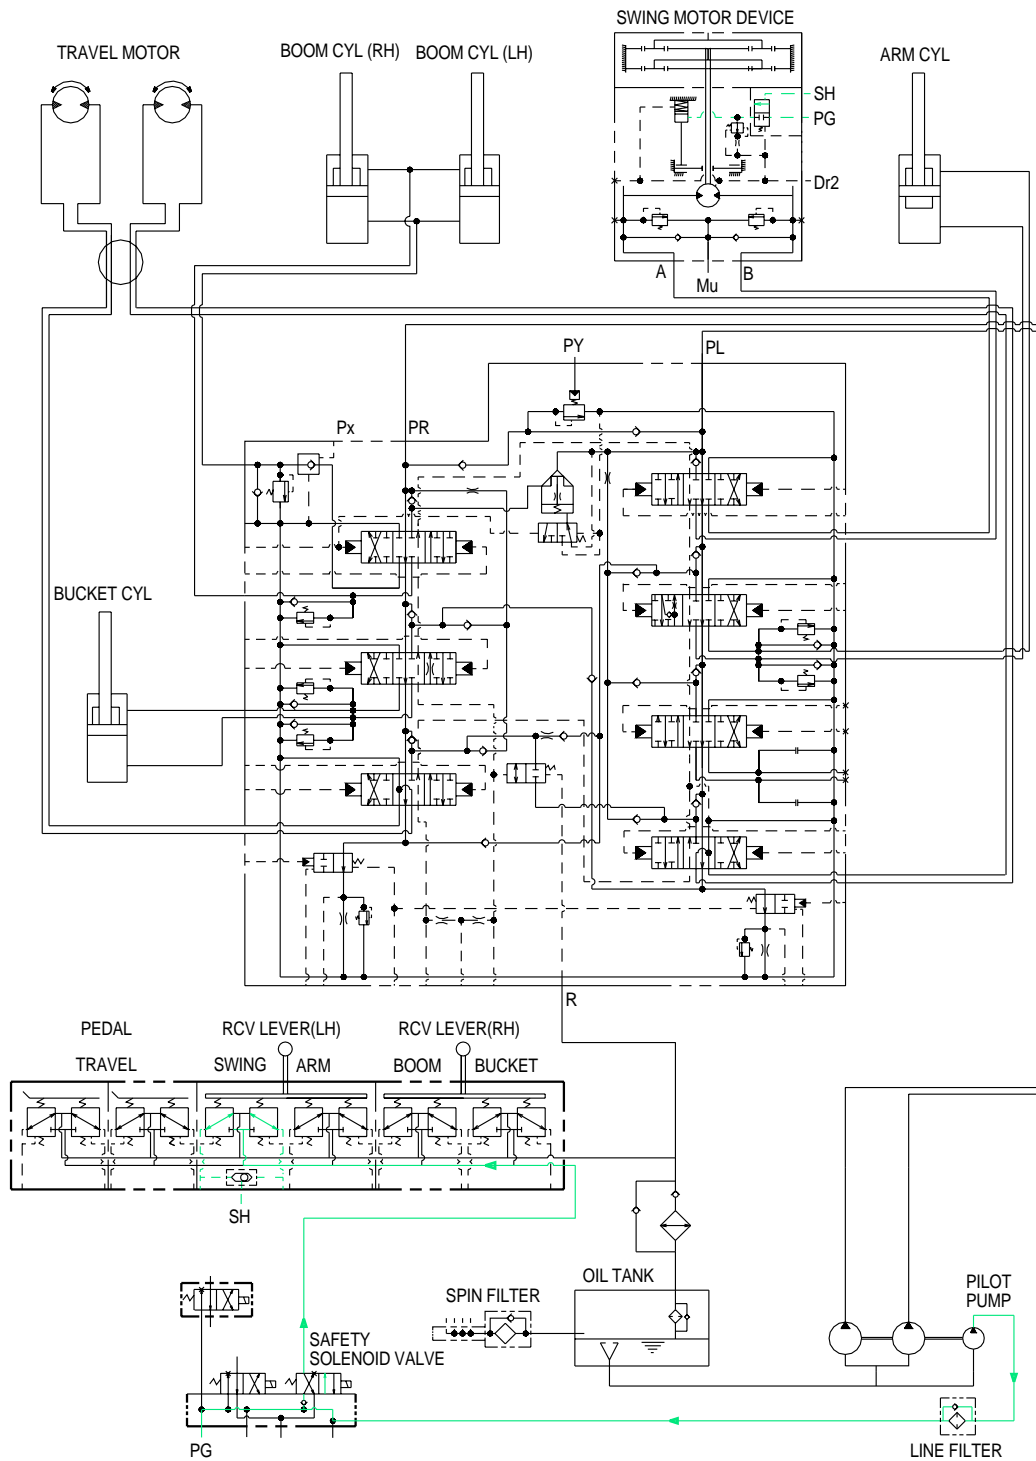 SWING MOTOR DEVICE
TRAVEL MOTOR
BOOM CYL (RH)
BOOM CYL (LH)
ARM CYL
SH
PG
Dr2
A
B
Mu
PY
PL
Px
PR
BUCKET CYL
R
PEDAL
RCV LEVER(LH)
RCV LEVER(RH)
TRAVEL
SWING
ARM
BOOM
BUCKET
SH
OIL TANK
SPIN FILTER
PILOT
PUMP
SAFETY
SOLENOID VALVE
PG
LINE FILTER